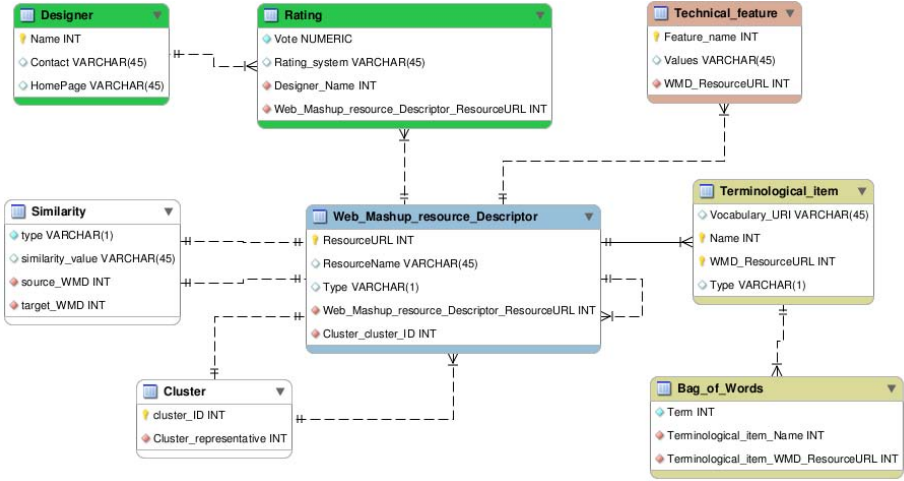 Designer
Name INT
Contact VARCHAR(45)
HomePage VARCHAR(45)
Rating
Vote NUMERIC
Rating_system VARCHAR(45)
Designer_Name INT
Web_Mashup_resource_Descriptor_ResourceURL INT
Technical_feature
Feature_name INT
Values VARCHAR(45)
WMD_ResourceURL INT
Similarity
type VARCHAR(1)
similarity_value VARCHAR(45)
source_WMD INT
target_WMD INT
Web_Mashup_resource_Descriptor
ResourceURL INT
ResourceName VARCHAR(45)
Type VARCHAR(1)
Web_Mashup_resource_Descriptor_ResourceURL INT
Cluster_cluster_ID INT
Terminological_item
Vocabulary_URI VARCHAR(45)
Name INT
WMD_ResourceURL INT
Type VARCHAR(1)
Cluster
cluster_ID INT
Cluster_representative INT
Bag_of_Words
Term INT
Terminological_item_Name INT
Terminological_item_WMD_ResourceURL INT